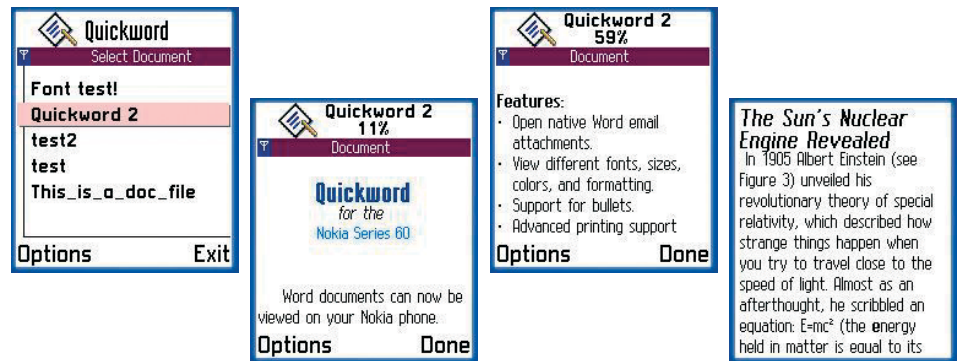 Quickword
Select Document
Font test!
Quickword 2
test2
test
This_is_a_doc_file
Options Exit
Quickword 2
11%
Document
Quickword
for the
Nokia Series 60
Word documents can now be
viewed on your Nokia phone.
Options Done
Quickword 2
59%
Document
Features:
· Open native Word email
attachments.
· View different fonts, sizes,
colors, and formatting.
· Support for bullets.
· Advanced printing support
Options Done
The Sun's Nuclear
Engine Revealed
In 1905 Albert Einstein (see
Figure 3) unveiled his
revolutionary theory of special
relativity, which described how
strange things happen when
you try to travel close to the
speed of light. Almost as an
afterthought, he scribbled an
equation: E=mc² (the energy
held in matter is equal to its